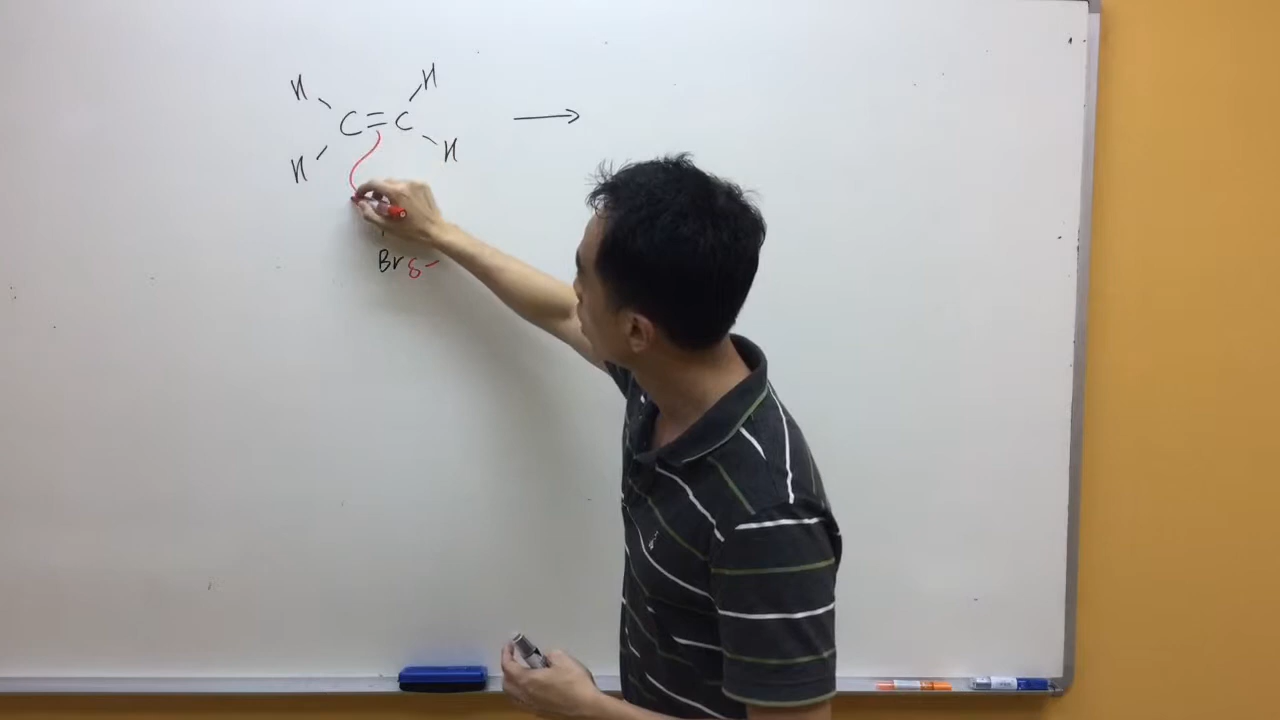 H H
C=C →
H H
Br δ-